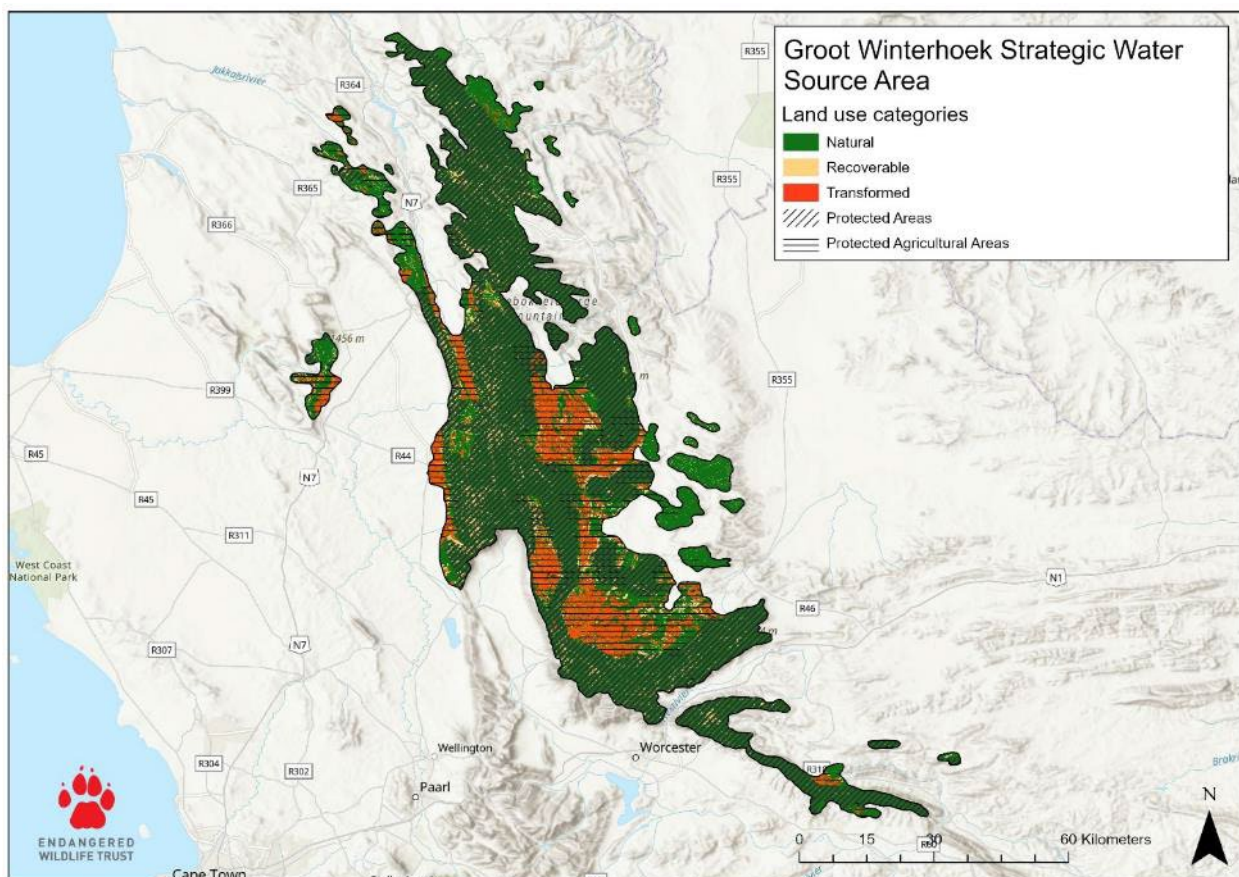 Groot Winterhoek Strategic Water
Source Area
Land use categories
Natural
Recoverable
Transformed
Protected Areas
Protected Agricultural Areas
R355
Jakkalsrivier
R364
R355
R365
N7
R366
1456 m
R399
R355
R45
R44
N7
R45
R311
West Coast
National Park
N1
R46
R307
N7
Worcester
Wellington
R304
R302
Paarl
R318
N
0 15 30 60 Kilometers
ENDANGERED
WILDLIFE TRUST
Cape Town